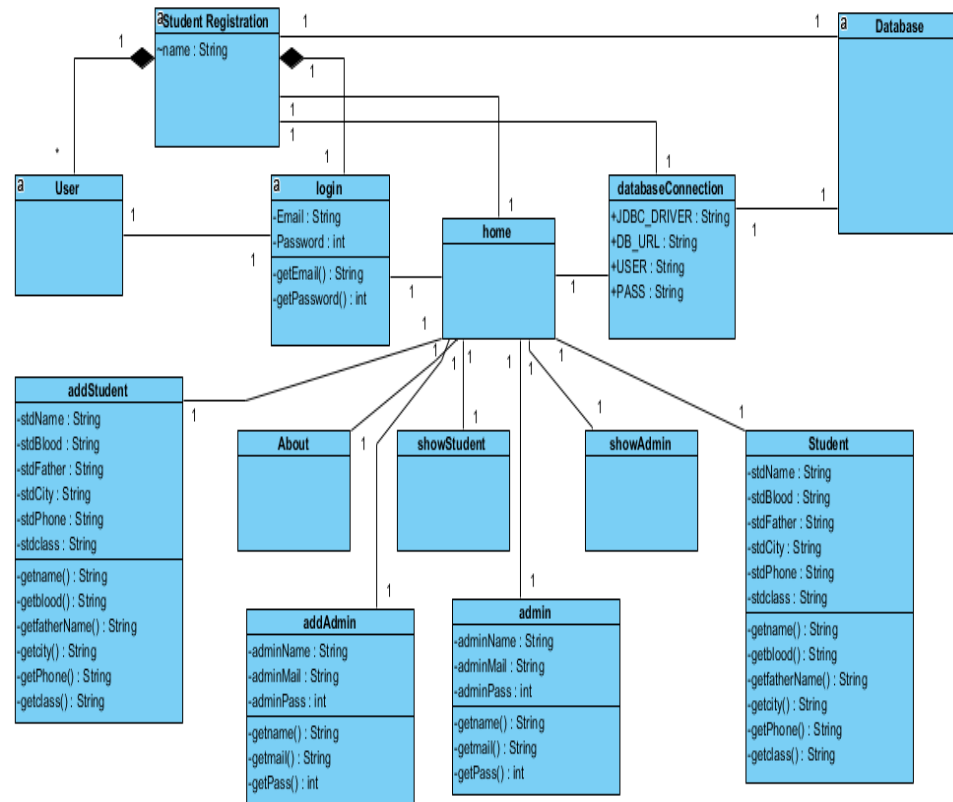 a Student Registration
~name : String
1
1
a Database
1
1
1
1
1
*
1
1
a User
a login
-Email : String
-Password : int
-getEmail() : String
-getPassword() : int
1
1
home
1
1
databaseConnection
+JDBC_DRIVER : String
+DB_URL : String
+USER : String
+PASS : String
1
1
1
1
1
1
1
1
1
1
1
1
addStudent
-stdName : String
-stdBlood : String
-stdFather : String
-stdCity : String
-stdPhone : String
-stdclass : String
-getname() : String
-getblood() : String
-getfatherName() : String
-getcity() : String
-getPhone() : String
-getclass() : String
1
About
1
showStudent
1
showAdmin
1
Student
-stdName : String
-stdBlood : String
-stdFather : String
-stdCity : String
-stdPhone : String
-stdclass : String
-getname() : String
-getblood() : String
-getfatherName() : String
-getcity() : String
-getPhone() : String
-getclass() : String
1
1
addAdmin
-adminName : String
-adminMail : String
-adminPass : int
-getname() : String
-getmail() : String
-getPass() : int
1
admin
-adminName : String
-adminMail : String
-adminPass : int
-getname() : String
-getmail() : String
-getPass() : int